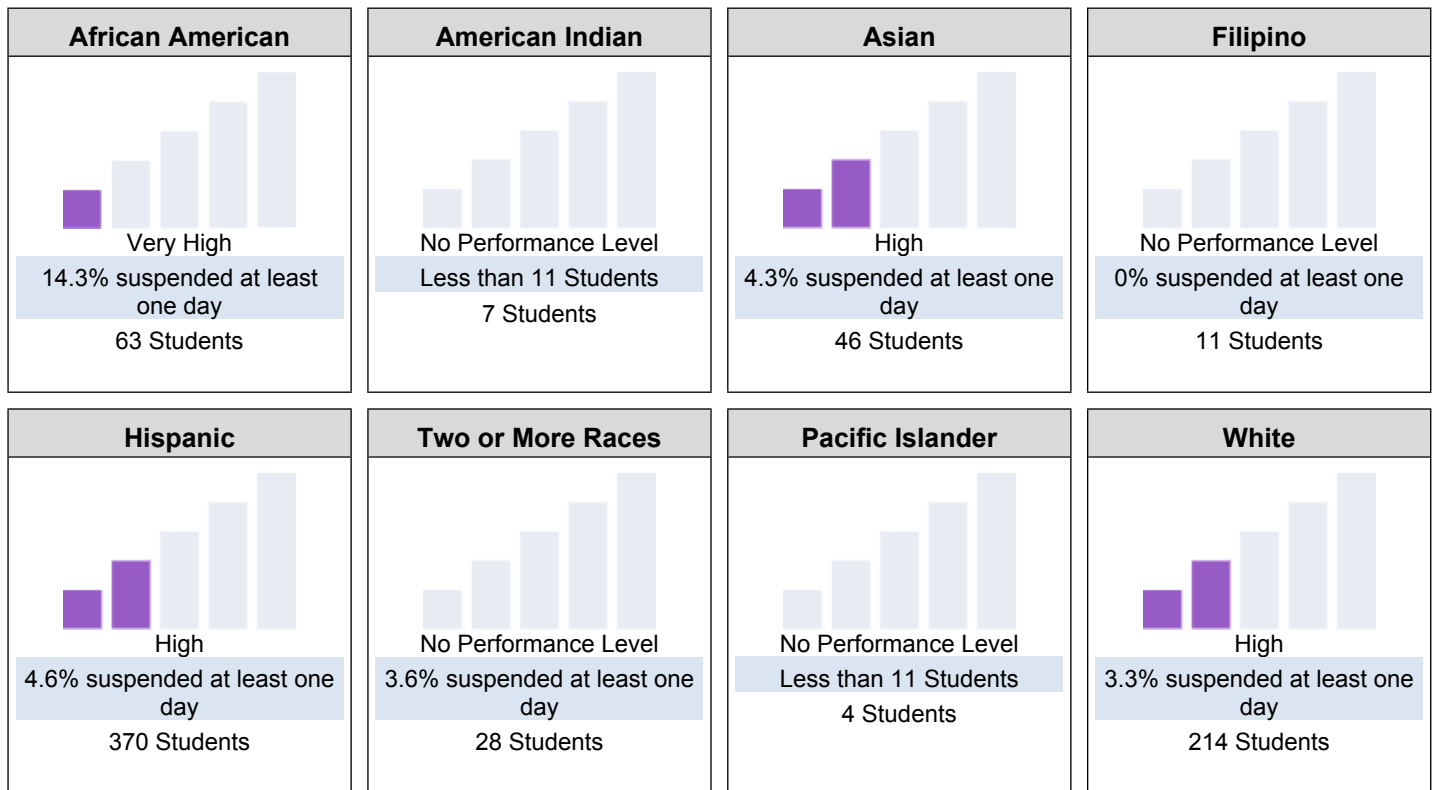 African American
Very High
14.3% suspended at least
one day
63 Students
American Indian
No Performance Level
Less than 11 Students
7 Students
Asian
High
4.3% suspended at least one
day
46 Students
Filipino
No Performance Level
0% suspended at least one
day
11 Students
Hispanic
High
4.6% suspended at least one
day
370 Students
Two or More Races
No Performance Level
3.6% suspended at least one
day
28 Students
Pacific Islander
No Performance Level
Less than 11 Students
4 Students
White
High
3.3% suspended at least one
day
214 Students